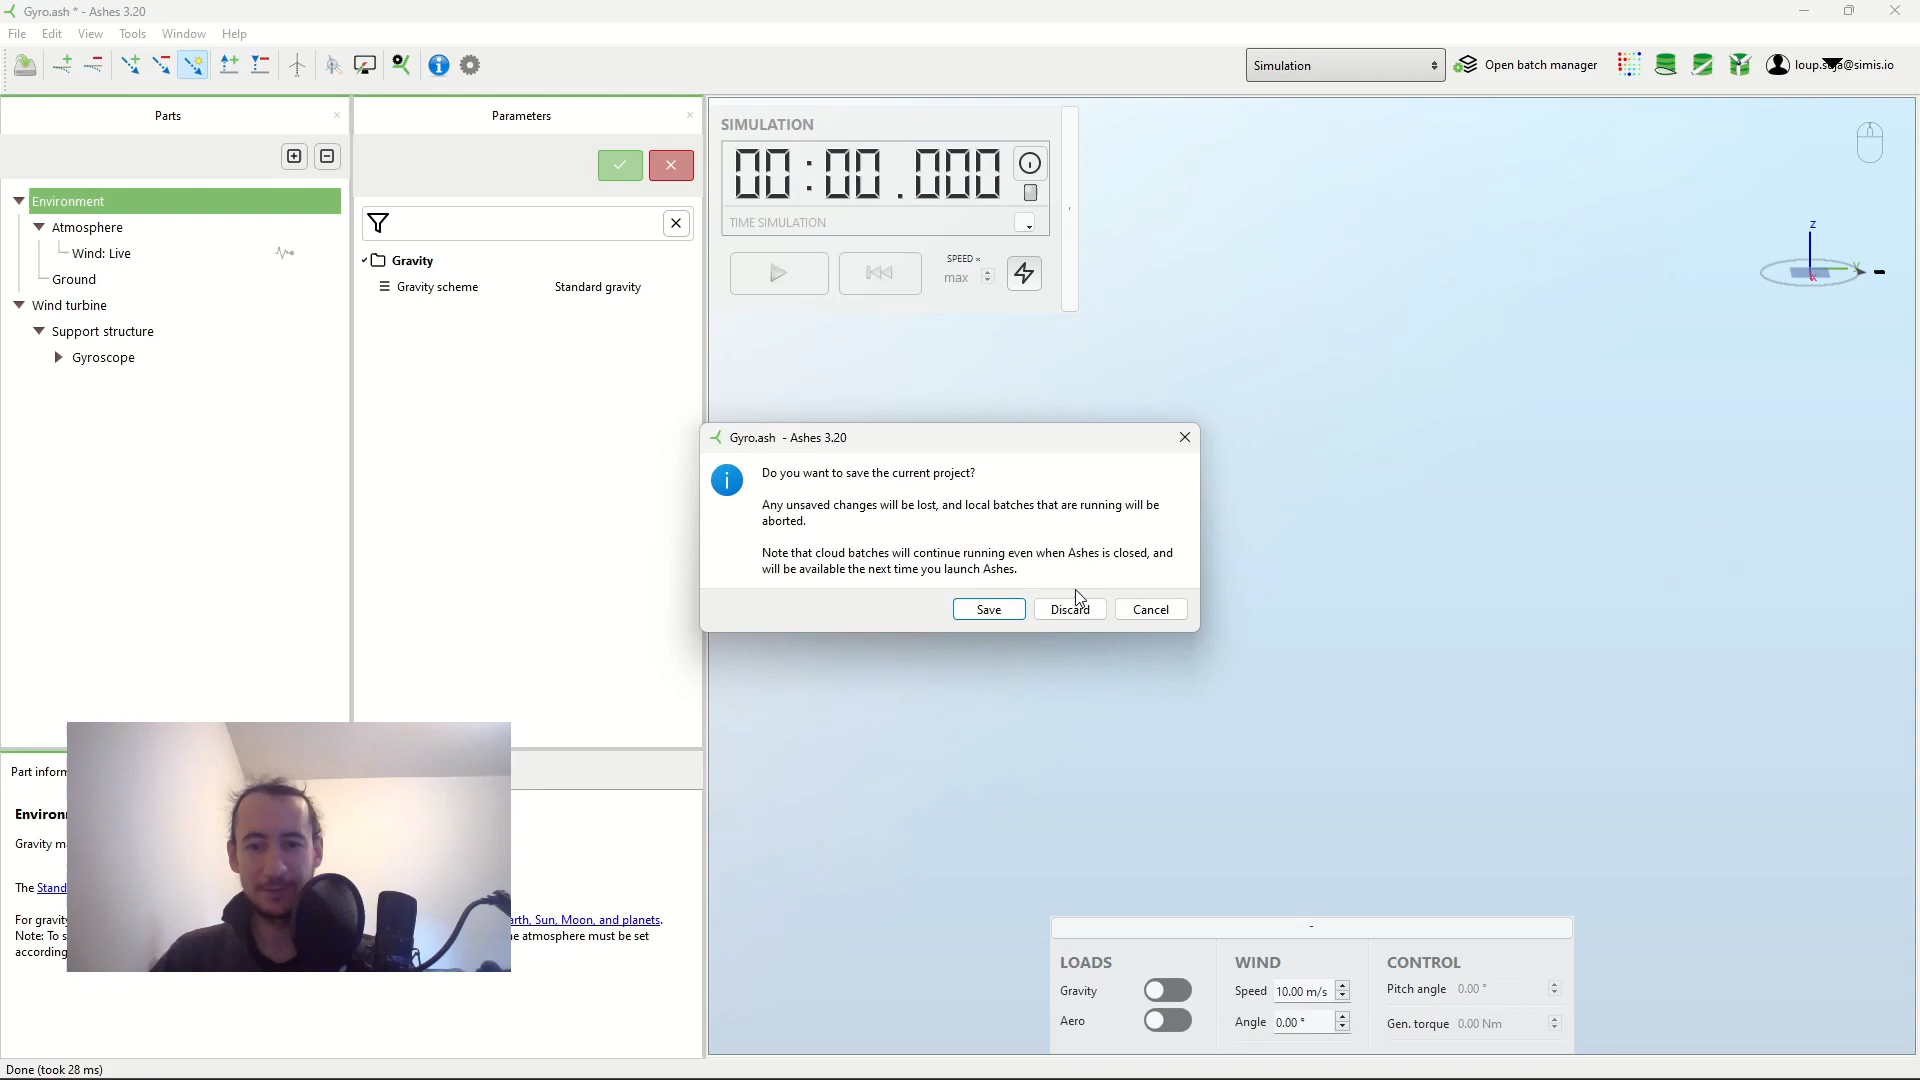 Gyro.ash * - Ashes 3.20
File Edit View Tools Window Help
Simulation
Open batch manager
Parts
Parameters
Environment
Atmosphere
Wind: Live
Ground
Wind turbine
Support structure
Gyroscope
Gravity
Gravity scheme Standard gravity
SIMULATION
00:00.000
TIME SIMULATION
SPEED ×
max
Z
Gyro.ash - Ashes 3.20
Do you want to save the current project?
Any unsaved changes will be lost, and local batches that are running will be
aborted.
Note that cloud batches will continue running even when Ashes is closed, and
will be available the next time you launch Ashes.
Save Discard Cancel
Part
Gravity
The
For
Sun, Moon, and planets.
Note: To
atmosphere must be set
LOADS
Gravity
Aero
WIND
Speed 10.00 m/s
Angle 0.00 °
CONTROL
Pitch angle 0.00 °
Gen. torque 0.00 Nm
Done (took 28 ms)